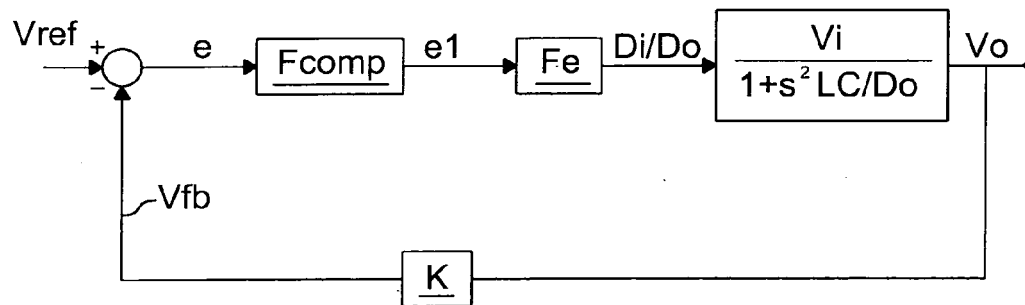 Vref
+
−
e
Fcomp
e1
Fe
Di/Do
Vi
1+s² LC/Do
Vo
Vfb
K